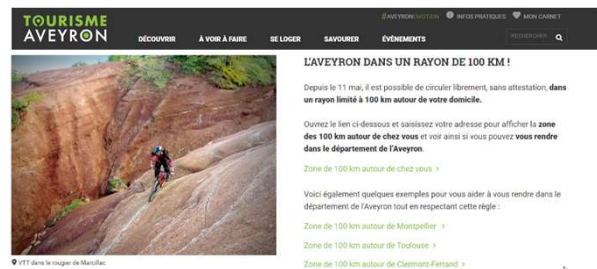 TOURISME
AVEYRON
#AVEYRONEMOTION INFOS PRATIQUES MON CARNET
DÉCOUVRIR À VOIR À FAIRE SE LOGER SAVOURER ÉVÉNEMENTS RECHERCHER
L'AVEYRON DANS UN RAYON DE 100 KM !
Depuis le 11 mai, il est possible de circuler librement, sans attestation, dans
un rayon limité à 100 km autour de votre domicile.
Ouvrez le lien ci-dessous et saisissez votre adresse pour afficher la zone
des 100 km autour de chez vous et voir ainsi si vous pouvez vous rendre
dans le département de l'Aveyron.
Zone de 100 km autour de chez vous >
Voici également quelques exemples pour vous aider à vous rendre dans le
département de l'Aveyron tout en respectant cette règle :
Zone de 100 km autour de Montpellier >
Zone de 100 km autour de Toulouse >
Zone de 100 km autour de Clermont-Ferrand >
VTT dans le rougier de Marcillac